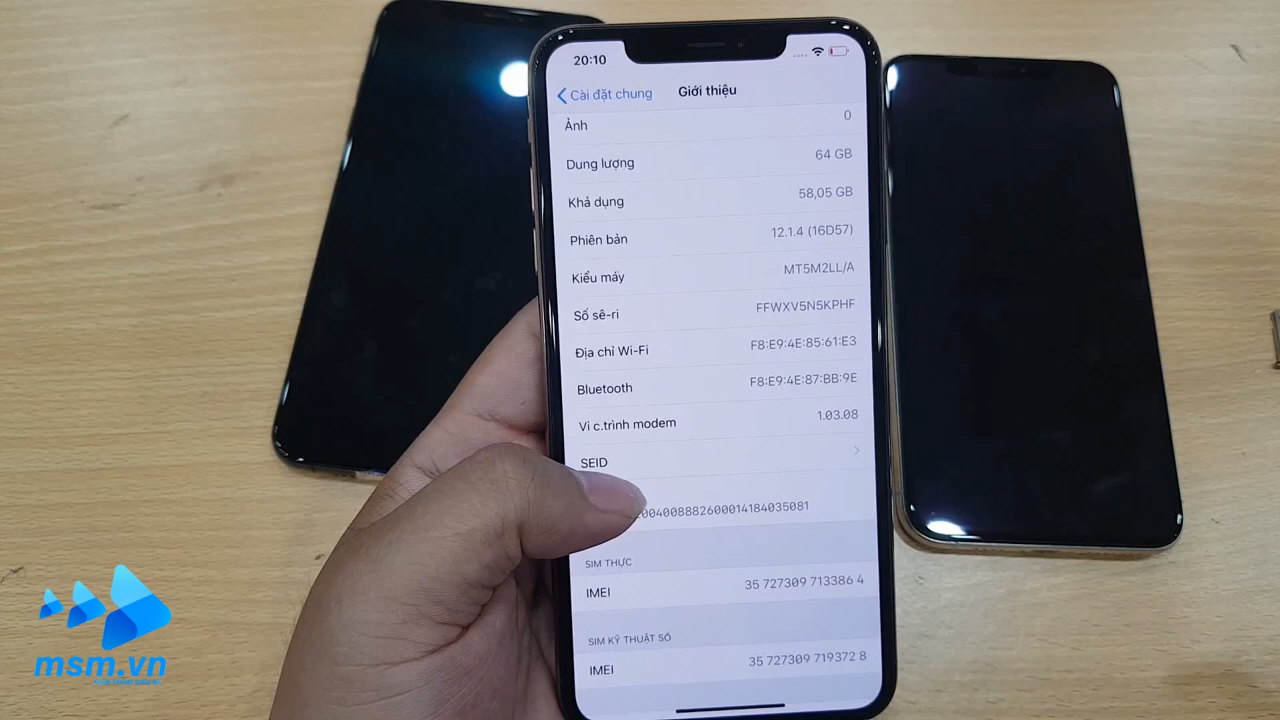 20:10
Cài đặt chung
Giới thiệu
Ảnh 0
Dung lượng 64 GB
Khả dụng 58,05 GB
Phiên bản 12.1.4 (16D57)
Kiểu máy MT5M2LL/A
Số sê-ri FFWXV5N5KPHF
Địa chỉ Wi-Fi F8:E9:4E:85:61:E3
Bluetooth F8:E9:4E:87:BB:9E
Vi c.trình modem 1.03.08
SEID
2004008882600014184035081
SIM THỰC
IMEI 35 727309 713386 4
SIM KỸ THUẬT SỐ
IMEI 35 727309 719372 8
msm.vn